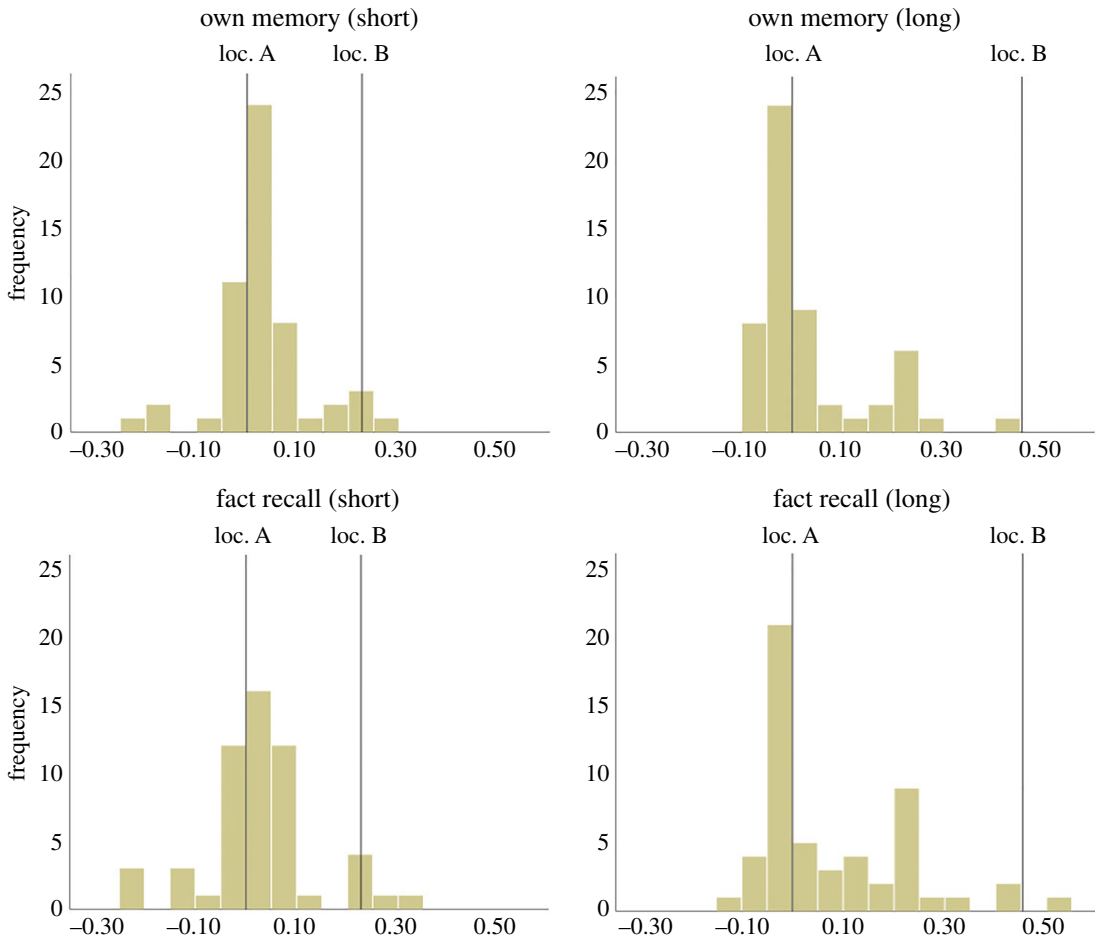 own memory (short)
loc. A loc. B
25
20
15
10
5
0
frequency
–0.30 –0.10 0.10 0.30 0.50
own memory (long)
loc. A loc. B
25
20
15
10
5
0
–0.30 –0.10 0.10 0.30 0.50
fact recall (short)
loc. A loc. B
25
20
15
10
5
0
frequency
–0.30 –0.10 0.10 0.30 0.50
fact recall (long)
loc. A loc. B
25
20
15
10
5
0
–0.30 –0.10 0.10 0.30 0.50